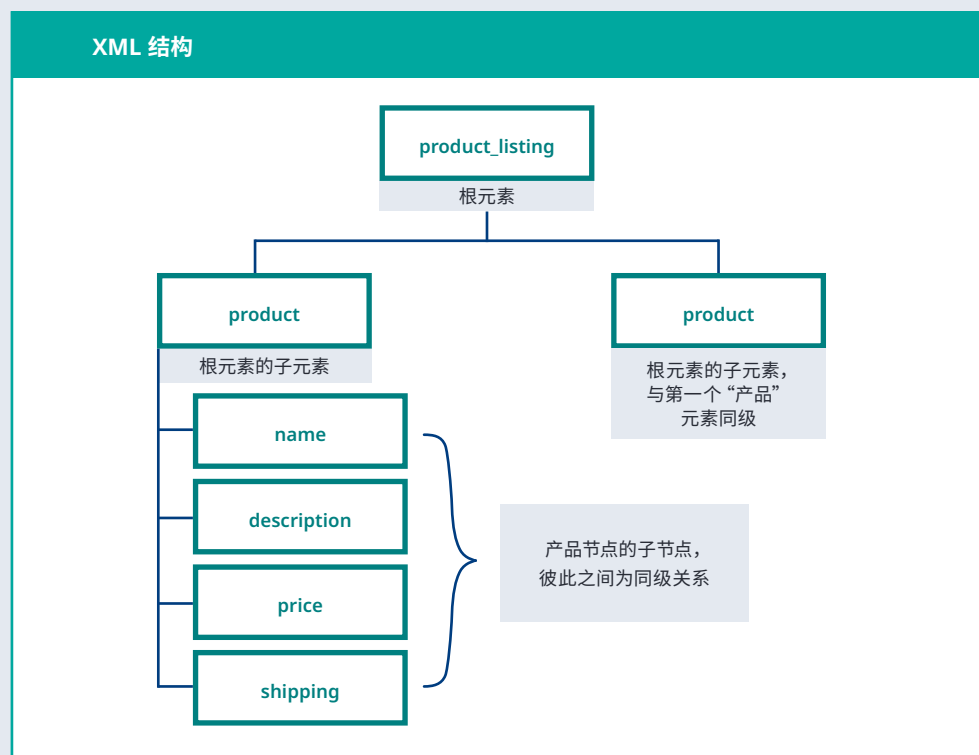 XML 结构
product_listing
根元素
product
根元素的子元素
product
根元素的子元素，
与第一个“产品”
元素同级
name
description
price
shipping
产品节点的子节点，
彼此之间为同级关系